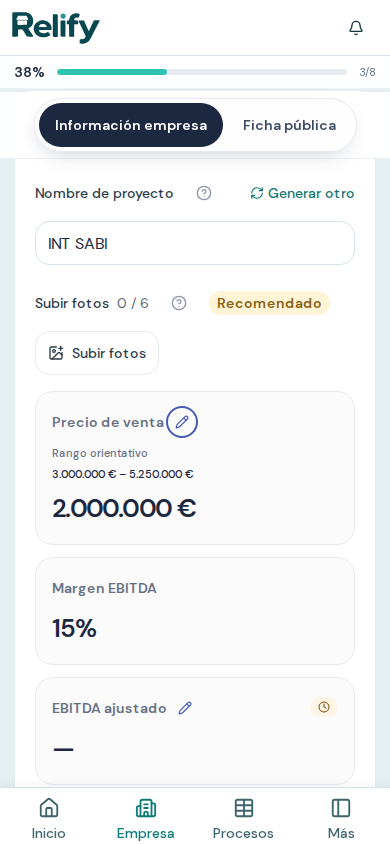 Relify
38%
3/8
Información empresa
Ficha pública
Nombre de proyecto
Generar otro
INT SABI
Subir fotos 0 / 6
Recomendado
Subir fotos
Precio de venta
Rango orientativo
3.000.000 € – 5.250.000 €
2.000.000 €
Margen EBITDA
15%
EBITDA ajustado
—
Inicio
Empresa
Procesos
Más